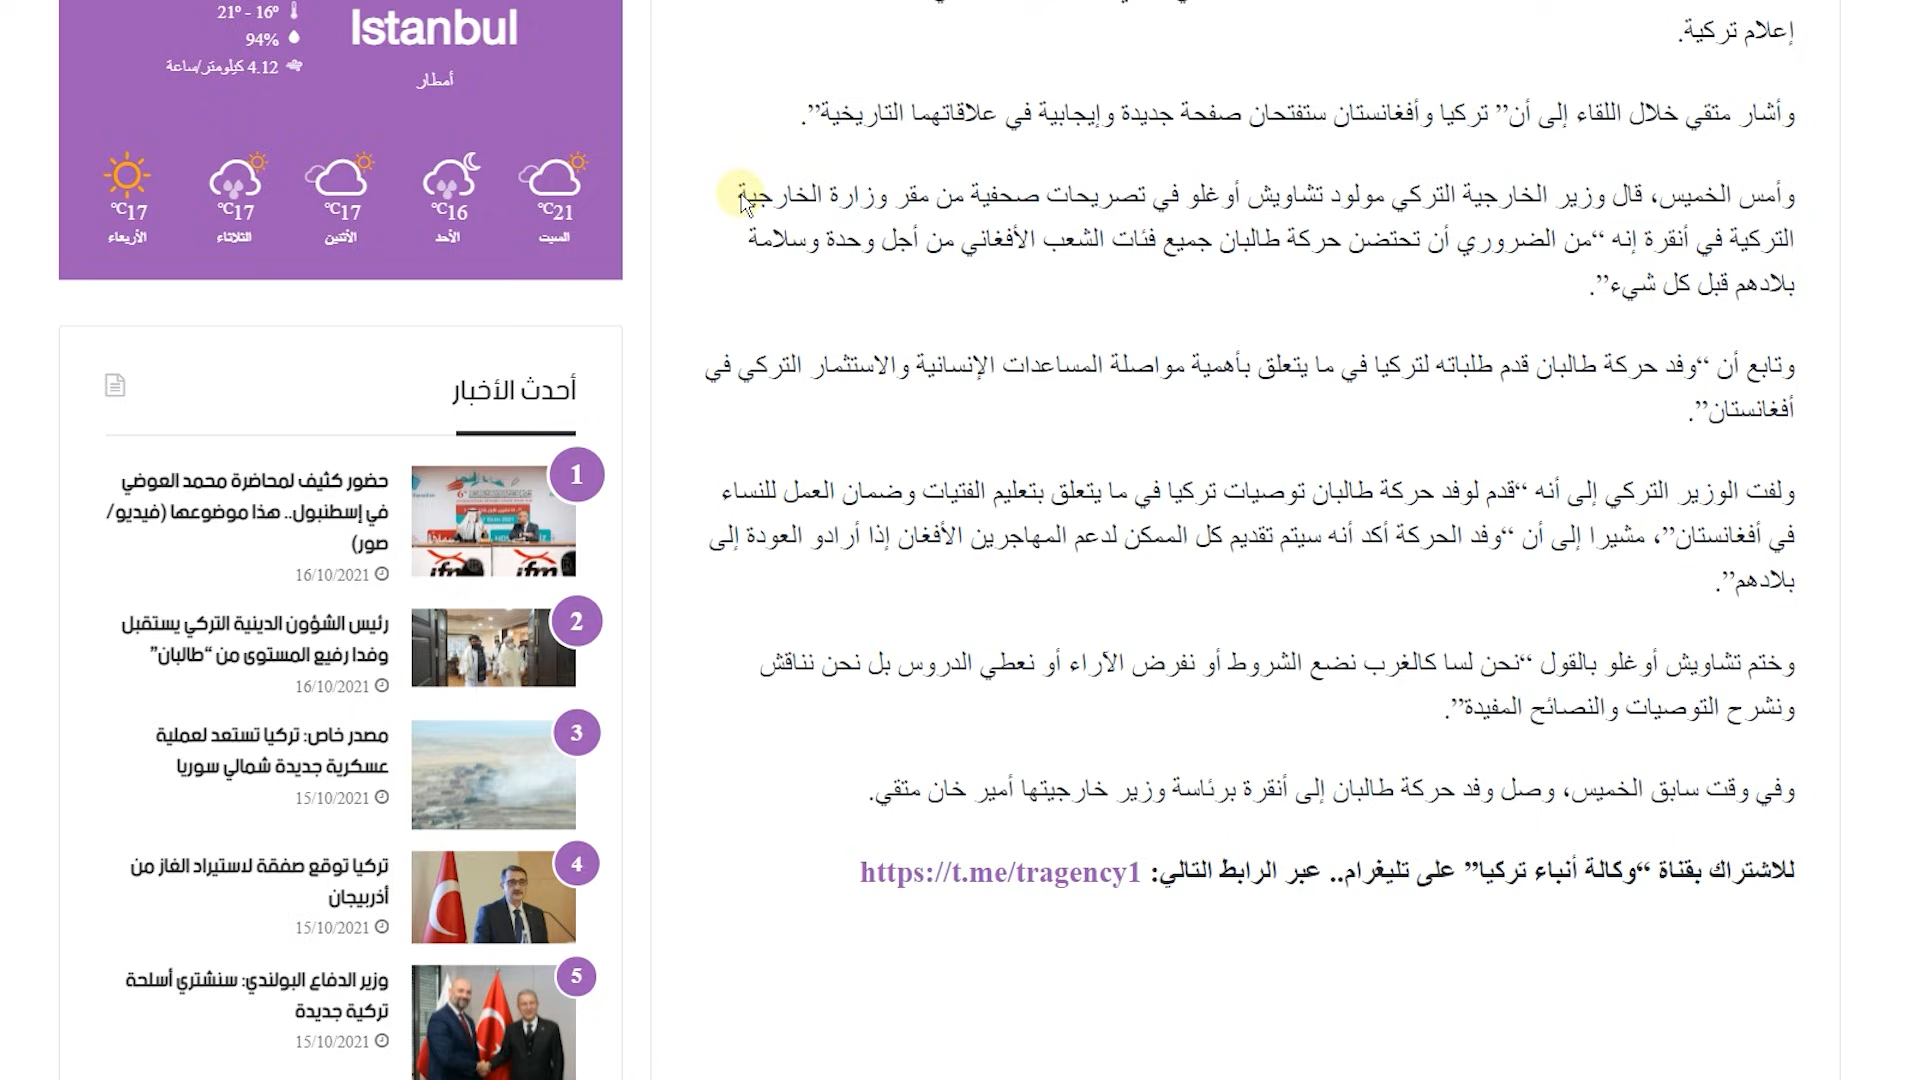 إعلام تركية.
وأشار متقي خلال اللقاء إلى أن” تركيا وأفغانستان ستفتحان صفحة جديدة وإيجابية في علاقاتهما التاريخية”.
وأمس الخميس، قال وزير الخارجية التركي مولود تشاويش أوغلو في تصريحات صحفية من مقر وزارة الخارجية
التركية في أنقرة إنه “من الضروري أن تحتضن حركة طالبان جميع فئات الشعب الأفغاني من أجل وحدة وسلامة
بلادهم قبل كل شيء”.
وتابع أن “وفد حركة طالبان قدم طلباته لتركيا في ما يتعلق بأهمية مواصلة المساعدات الإنسانية والاستثمار التركي في
أفغانستان”.
ولفت الوزير التركي إلى أنه “قدم لوفد حركة طالبان توصيات تركيا في ما يتعلق بتعليم الفتيات وضمان العمل للنساء
في أفغانستان”، مشيرا إلى أن “وفد الحركة أكد أنه سيتم تقديم كل الممكن لدعم المهاجرين الأفغان إذا أرادو العودة إلى
بلادهم”.
وختم تشاويش أوغلو بالقول “نحن لسا كالغرب نضع الشروط أو نفرض الآراء أو نعطي الدروس بل نحن نناقش
ونشرح التوصيات والنصائح المفيدة”.
وفي وقت سابق الخميس، وصل وفد حركة طالبان إلى أنقرة برئاسة وزير خارجيتها أمير خان متقي.
للاشتراك بقناة “وكالة أنباء تركيا” على تليغرام.. عبر الرابط التالي: https://t.me/tragency1
Istanbul
أمطار
21º - 16º
94%
4.12 كيلومتر/ساعة
21℃
16℃
17℃
17℃
17℃
السبت
الأحد
الأثنين
الثلاثاء
الأربعاء
أحدث الأخبار
1
حضور كثيف لمحاضرة محمد العوضي
في إسطنبول.. هذا موضوعها (فيديو/
صور)
16/10/2021
2
رئيس الشؤون الدينية التركي يستقبل
وفدا رفيع المستوى من “طالبان”
16/10/2021
3
مصدر خاص: تركيا تستعد لعملية
عسكرية جديدة شمالي سوريا
15/10/2021
4
تركيا توقع صفقة لاستيراد الغاز من
أذربيجان
15/10/2021
5
وزير الدفاع البولندي: سنشتري أسلحة
تركية جديدة
15/10/2021
ifm
ifm